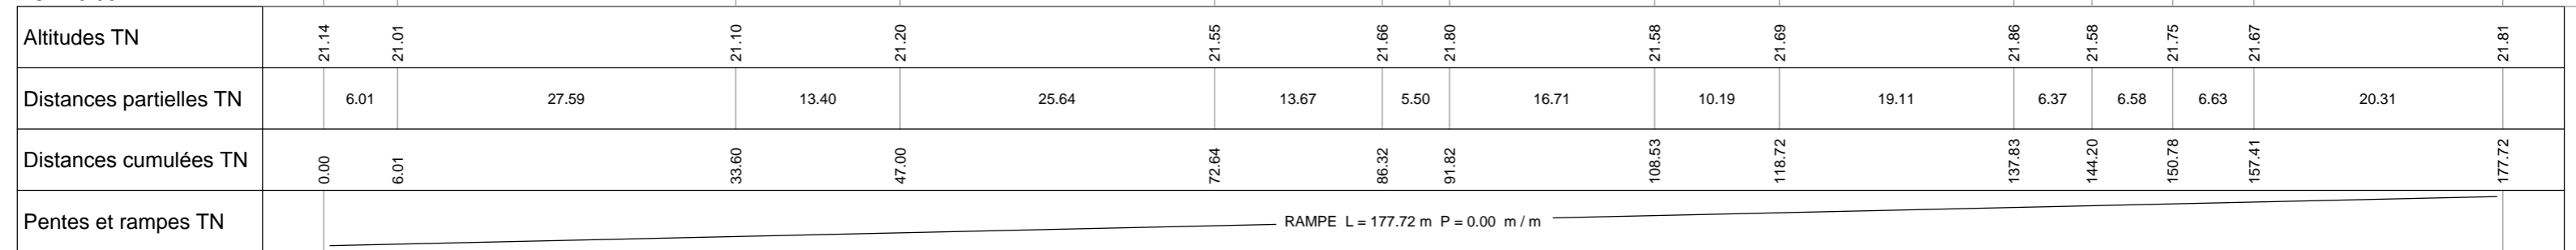 Altitudes TN 21.14 21.01 21.10 21.20 21.55 21.66 21.80 21.58 21.69 21.86 21.58 21.75 21.67 21.81
Distances partielles TN 6.01 27.59 13.40 25.64 13.67 5.50 16.71 10.19 19.11 6.37 6.58 6.63 20.31
Distances cumulées TN 0.00 6.01 33.60 47.00 72.64 86.32 91.82 108.53 118.72 137.83 144.20 150.78 157.41 177.72
Pentes et rampes TN RAMPE L = 177.72 m P = 0.00 m / m